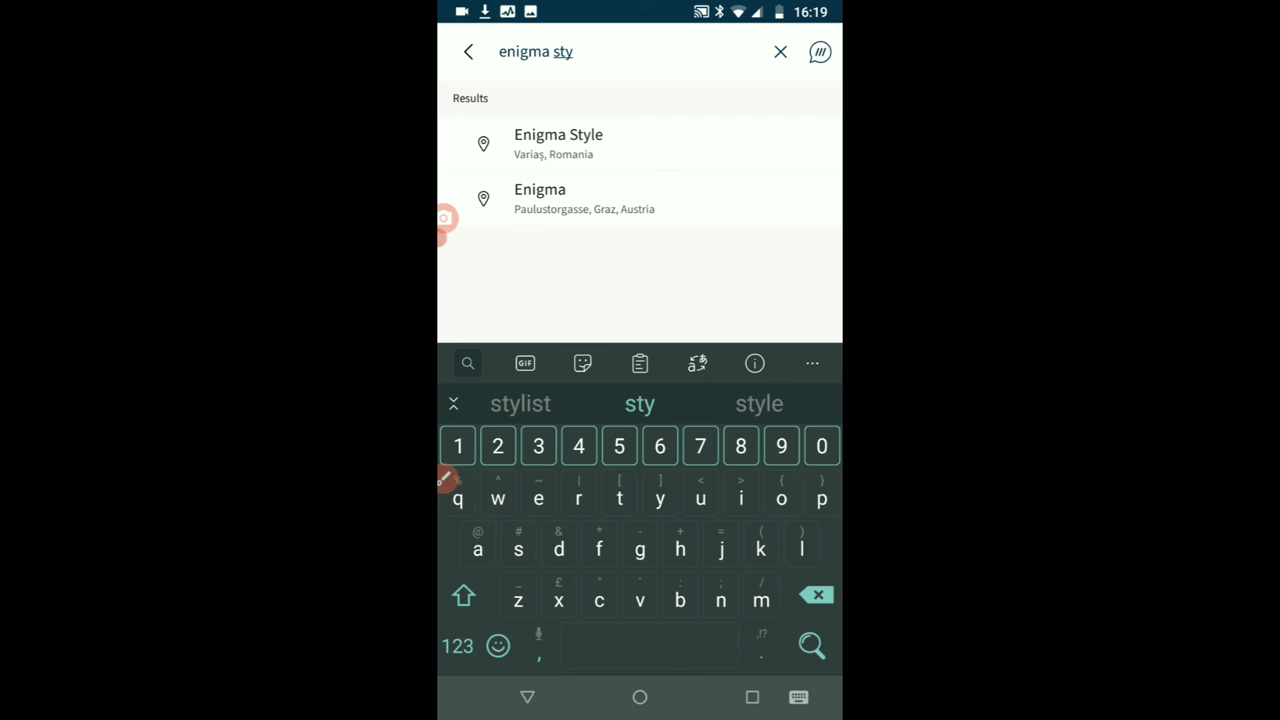 16:19
enigma sty
Results
Enigma Style
Variaș, Romania
Enigma
Paulustorgasse, Graz, Austria
GIF
stylist sty style
1 2 3 4 5 6 7 8 9 0
% ^ ~ | [ ] < > { }
q w e r t y u i o p
@ # & * - + = ( )
a s d f g h j k l
_ £ " ' : ; /
z x c v b n m
123 , ,!? .